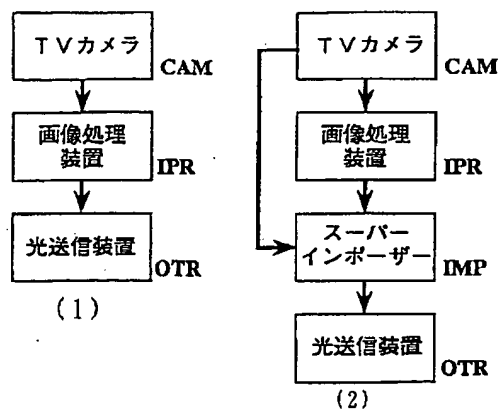 TVカメラ
CAM
画像処理
装置
IPR
光送信装置
OTR
(1)
TVカメラ
CAM
画像処理
装置
IPR
スーパー
インポーザー
IMP
光送信装置
OTR
(2)